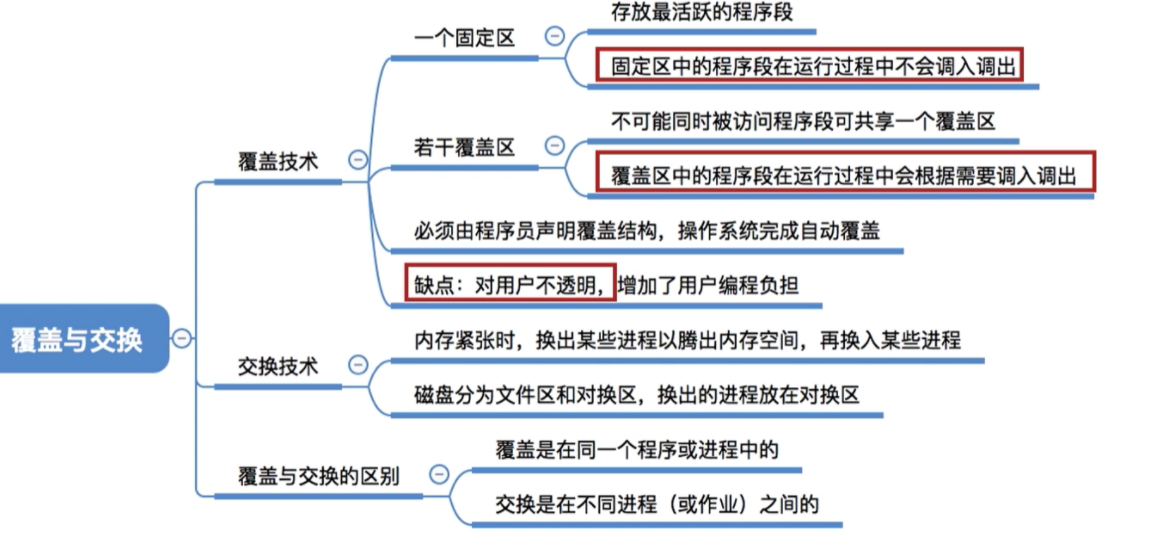 覆盖与交换
覆盖技术
一个固定区
存放最活跃的程序段
固定区中的程序段在运行过程中不会调入调出
若干覆盖区
不可能同时被访问程序段可共享一个覆盖区
覆盖区中的程序段在运行过程中会根据需要调入调出
必须由程序员声明覆盖结构，操作系统完成自动覆盖
缺点：对用户不透明，增加了用户编程负担
交换技术
内存紧张时，换出某些进程以腾出内存空间，再换入某些进程
磁盘分为文件区和对换区，换出的进程放在对换区
覆盖与交换的区别
覆盖是在同一个程序或进程中的
交换是在不同进程（或作业）之间的